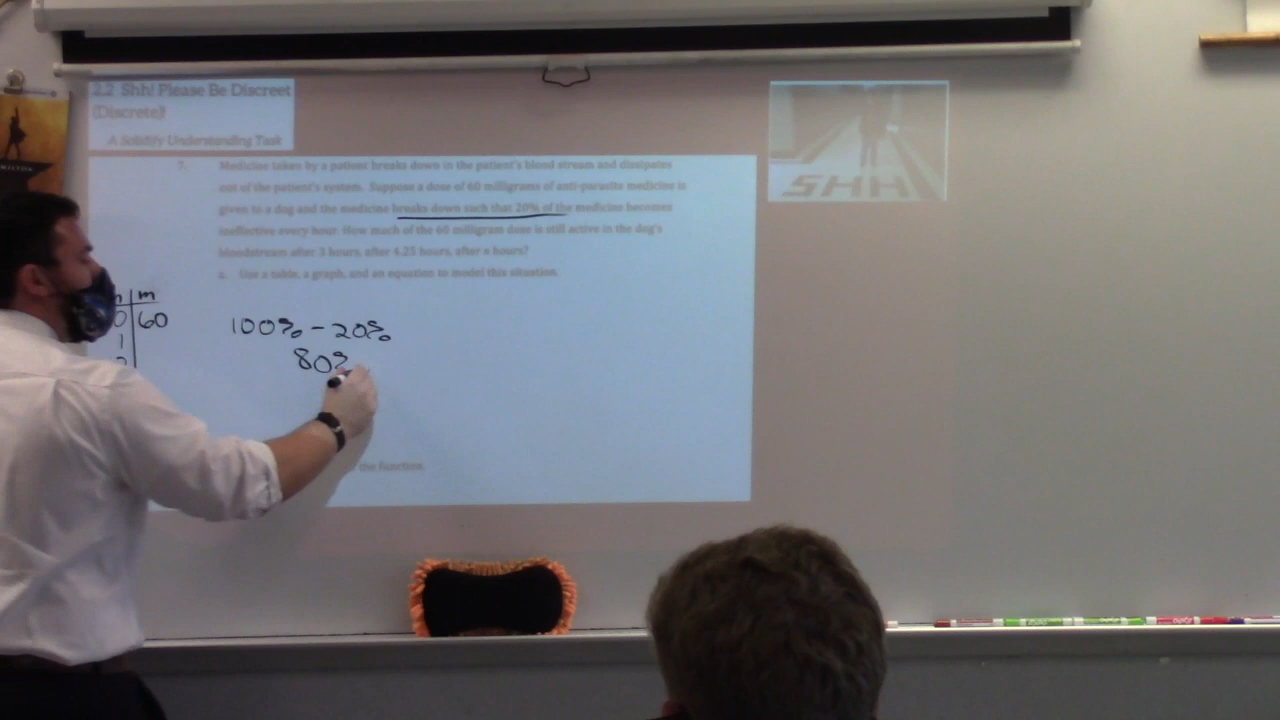 2.2 Shh! Please Be Discreet
(Discrete)!
A Solidify Understanding Task
7. Medicine taken by a patient breaks down in the patient's blood stream and dissipates
out of the patient's system. Suppose a dose of 60 milligrams of anti-parasite medicine is
given to a dog and the medicine breaks down such that 20% of the medicine becomes
ineffective every hour. How much of the 60 milligram dose is still active in the dog's
bloodstream after 3 hours, after 4.25 hours, after n hours?
a. Use a table, a graph, and an equation to model this situation.
m
0 60
1
100% - 20%
80%
the function.
SHH